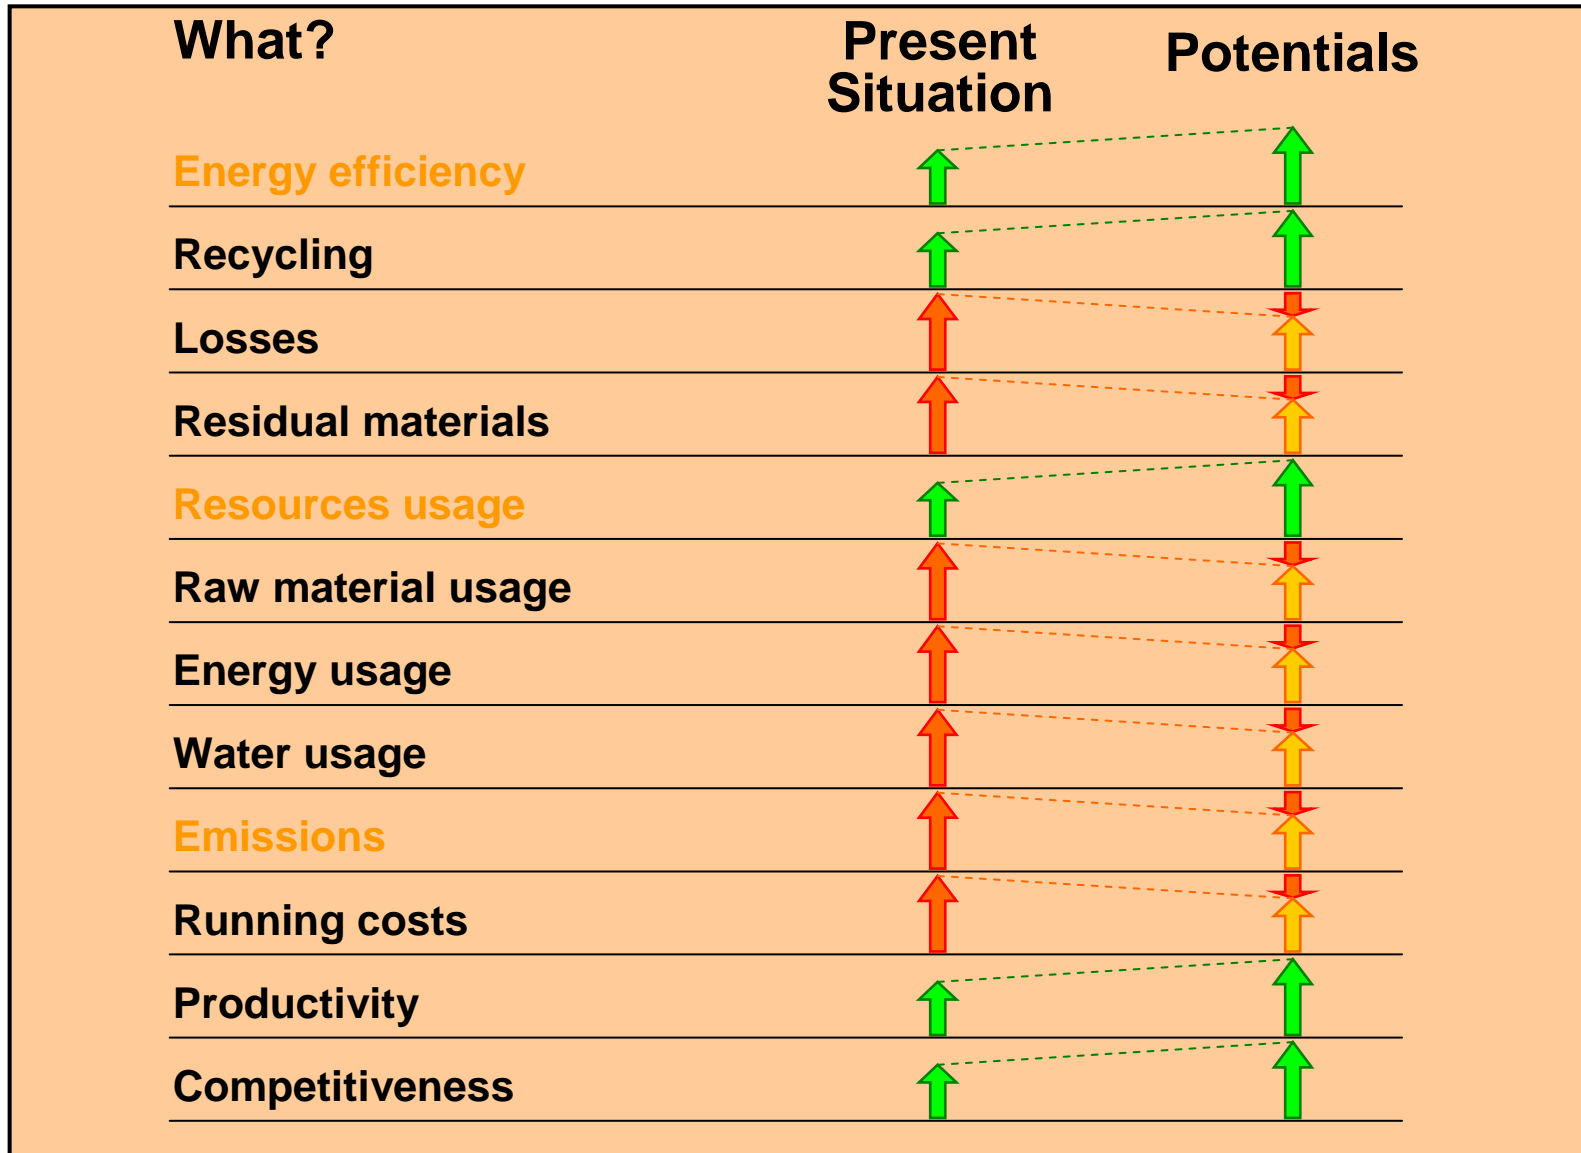 What?
Present
Situation
Potentials
Energy efficiency
Recycling
Losses
Residual materials
Resources usage
Raw material usage
Energy usage
Water usage
Emissions
Running costs
Productivity
Competitiveness